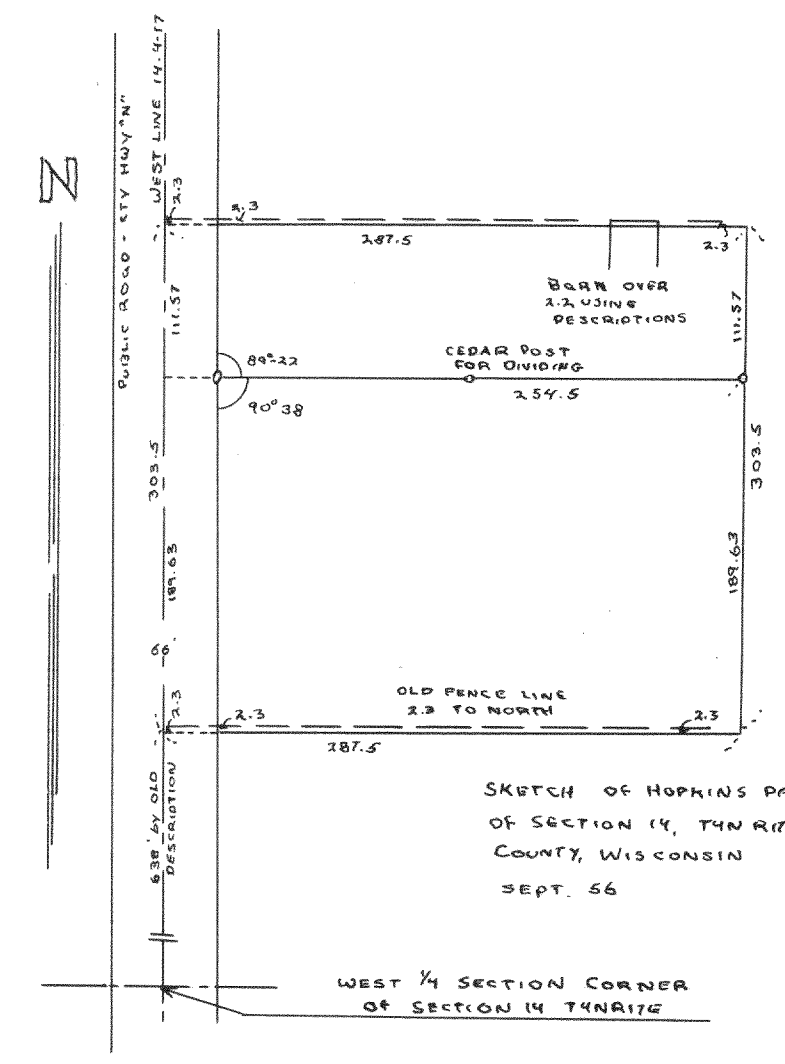 N
PUBLIC ROAD - CTY HWY "N"
WEST LINE 14-4-17
2.3
2.3
287.5
2.3
BARN OVER
2.2 USING
DESCRIPTIONS
111.57
111.57
89°-22
CEDAR POST
FOR DIVIDING
254.5
90°38
303.5
303.5
189.63
189.63
66'
2.3
2.3
OLD FENCE LINE
2.3 TO NORTH
2.3
287.5
638' BY OLD
DESCRIPTION
SKETCH OF HOPKINS
OF SECTION 14,
COUNTY, WISCONSIN
SEPT. 56
WEST 1/4 SECTION CORNER
OF SECTION 14 T4NR17E